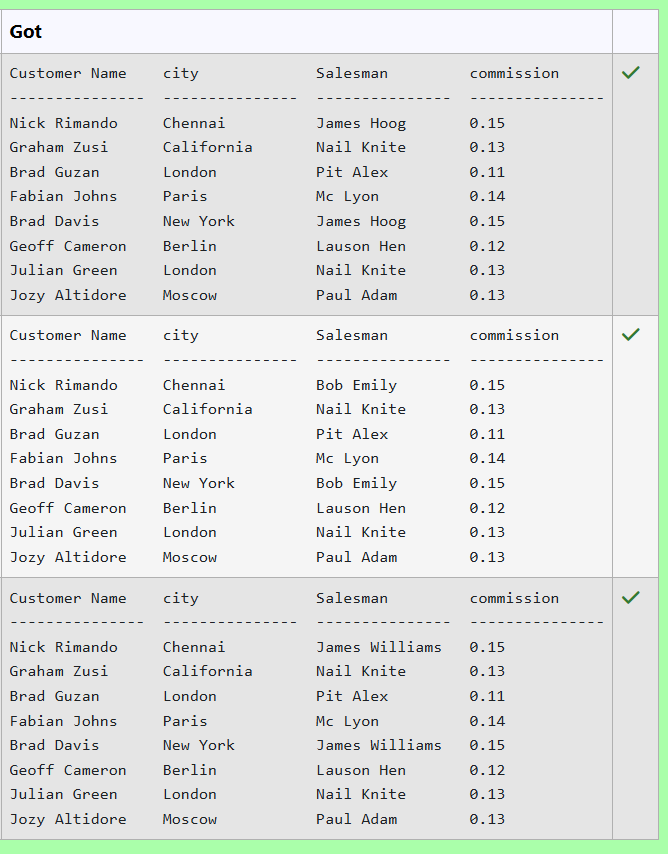 Got
Customer Name    city             Salesman         commission
---------------  ---------------  ---------------  ---------------
Nick Rimando     Chennai          James Hoog       0.15
Graham Zusi      California       Nail Knite       0.13
Brad Guzan       London           Pit Alex         0.11
Fabian Johns     Paris            Mc Lyon          0.14
Brad Davis       New York         James Hoog       0.15
Geoff Cameron    Berlin           Lauson Hen       0.12
Julian Green     London           Nail Knite       0.13
Jozy Altidore    Moscow           Paul Adam        0.13
Customer Name    city             Salesman         commission
---------------  ---------------  ---------------  ---------------
Nick Rimando     Chennai          Bob Emily        0.15
Graham Zusi      California       Nail Knite       0.13
Brad Guzan       London           Pit Alex         0.11
Fabian Johns     Paris            Mc Lyon          0.14
Brad Davis       New York         Bob Emily        0.15
Geoff Cameron    Berlin           Lauson Hen       0.12
Julian Green     London           Nail Knite       0.13
Jozy Altidore    Moscow           Paul Adam        0.13
Customer Name    city             Salesman         commission
---------------  ---------------  ---------------  ---------------
Nick Rimando     Chennai          James Williams   0.15
Graham Zusi      California       Nail Knite       0.13
Brad Guzan       London           Pit Alex         0.11
Fabian Johns     Paris            Mc Lyon          0.14
Brad Davis       New York         James Williams   0.15
Geoff Cameron    Berlin           Lauson Hen       0.12
Julian Green     London           Nail Knite       0.13
Jozy Altidore    Moscow           Paul Adam        0.13